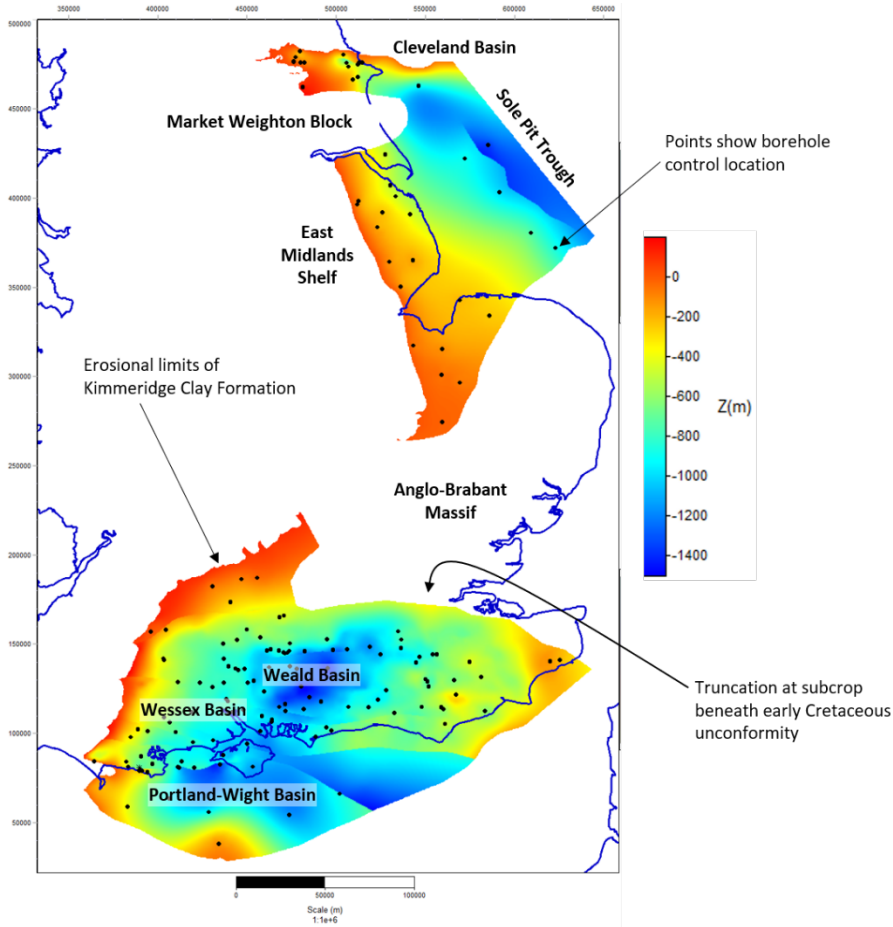 350000 400000 450000 500000 550000 600000 650000
500000
Cleveland Basin
450000
Market Weighton Block
Sole Pit Trough
Points show borehole
control location
400000
East
Midlands
Shelf
350000
Erosional limits of
Kimmeridge Clay Formation
300000
0
-200
-400
-600
-800
-1000
-1200
-1400
Z(m)
250000
Anglo-Brabant
Massif
200000
150000
Weald Basin
Wessex Basin
Truncation at subcrop
beneath early Cretaceous
unconformity
100000
Portland-Wight Basin
50000
0 50000 100000
Scale (m)
1:1e+6